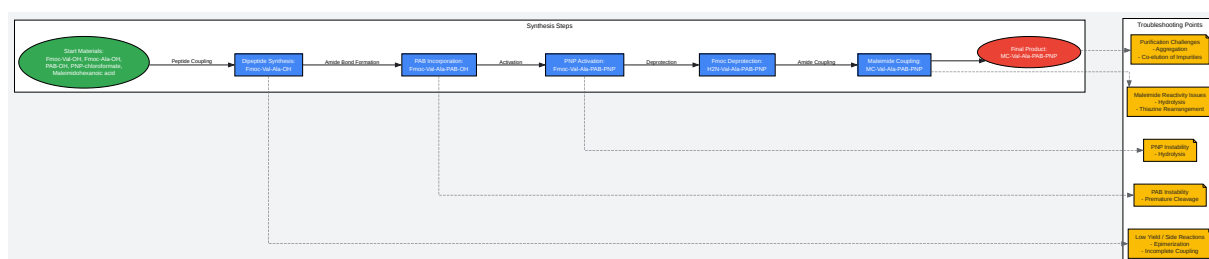 Synthesis Steps
Troubleshooting Points
Start Materials:
Fmoc-Val-OH, Fmoc-Ala-OH,
PAB-OH, PNP-chloroformate,
Maleimidohexanoic acid
Peptide Coupling
Dipeptide Synthesis:
Fmoc-Val-Ala-OH
Amide Bond Formation
PAB Incorporation:
Fmoc-Val-Ala-PAB-OH
Activation
PNP Activation:
Fmoc-Val-Ala-PAB-PNP
Deprotection
Fmoc Deprotection:
H2N-Val-Ala-PAB-PNP
Amide Coupling
Maleimide Coupling:
MC-Val-Ala-PAB-PNP
Final Product:
MC-Val-Ala-PAB-PNP
Purification Challenges
- Aggregation
- Co-elution of Impurities
Maleimide Reactivity Issues
- Hydrolysis
- Thiazine Rearrangement
PNP Instability
- Hydrolysis
PAB Instability
- Premature Cleavage
Low Yield / Side Reactions
- Epimerization
- Incomplete Coupling